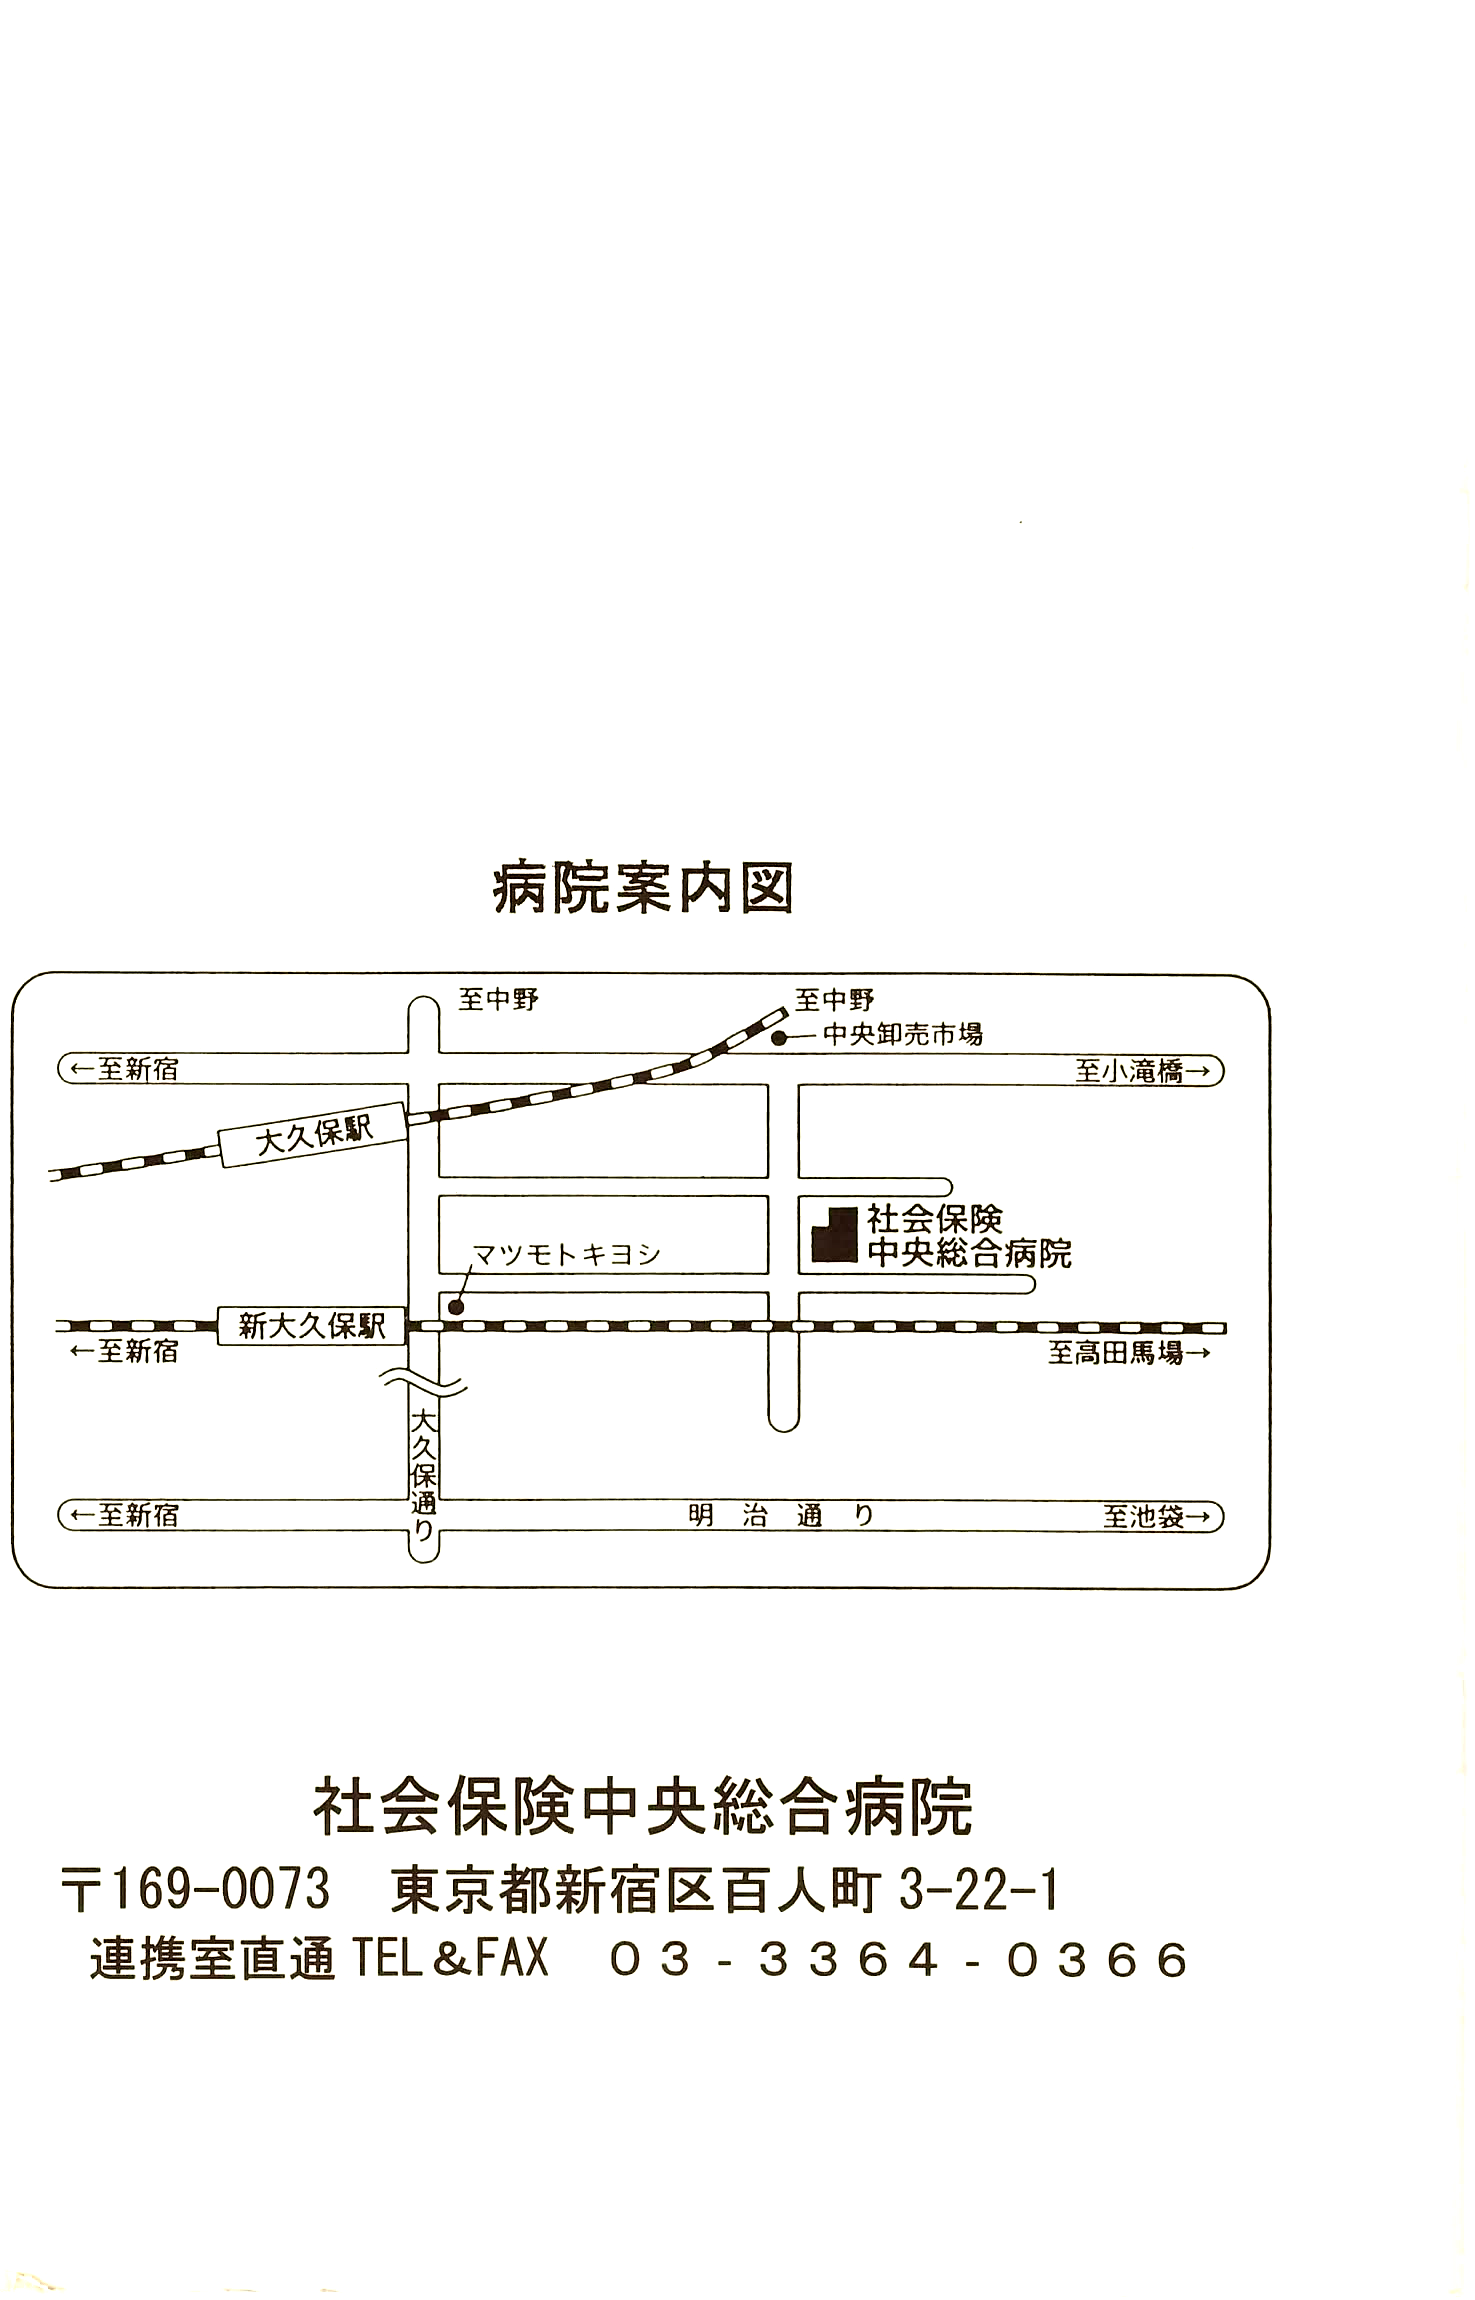 病院案内図
至中野
至中野
中央卸売市場
←至新宿
至小滝橋→
大久保駅
社会保険
中央総合病院
マツモトキヨシ
新大久保駅
←至新宿
至高田馬場→
大久保通り
←至新宿
明治通り
至池袋→
社会保険中央総合病院
〒169-0073　東京都新宿区百人町 3-22-1
連携室直通 TEL＆FAX　０３-３３６４-０３６６